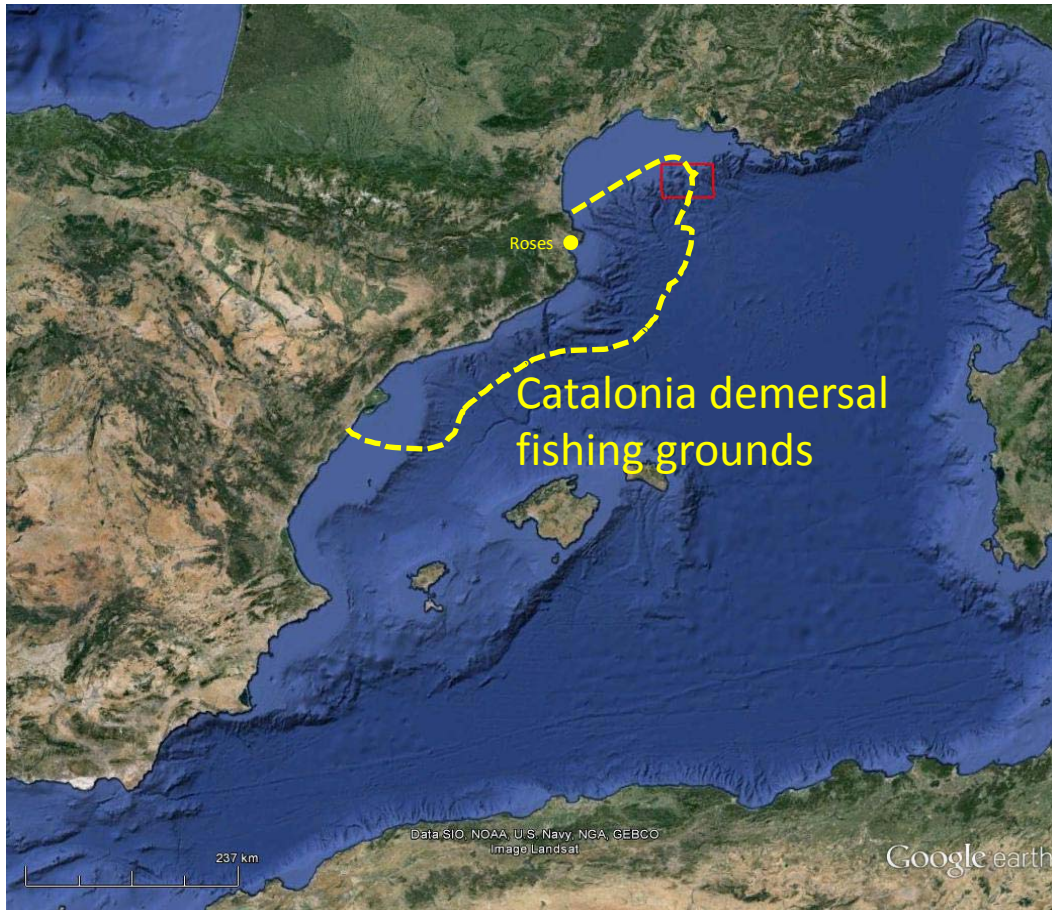 Roses
Catalonia demersal
fishing grounds
Data SIO, NOAA, U.S. Navy, NGA, GEBCO
Image Landsat
237 km
Google earth